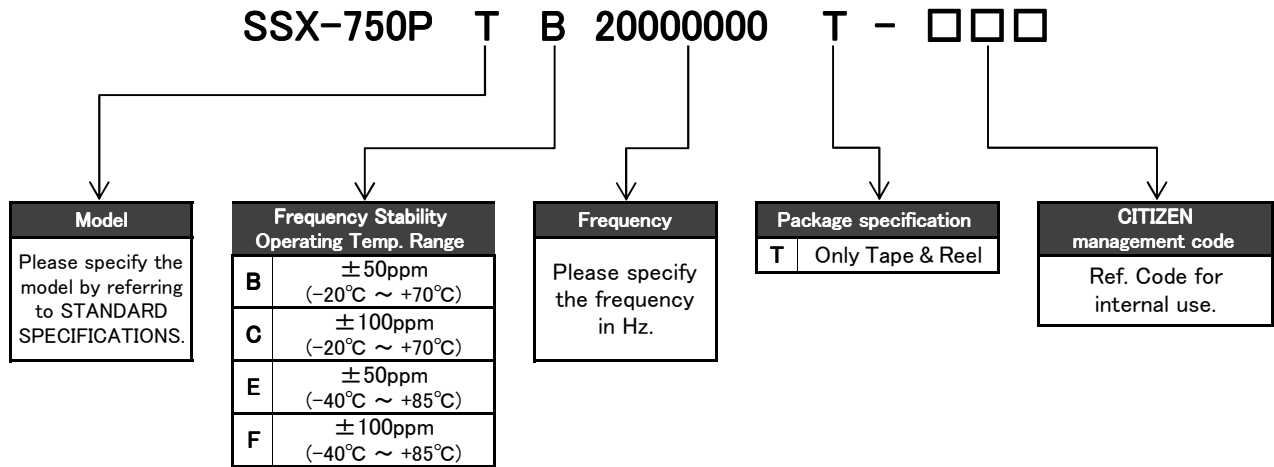 SSX-750P T B 20000000 T - □□□
Model
Please specify the
model by referring
to STANDARD
SPECIFICATIONS.
Frequency Stability
Operating Temp. Range
B ±50ppm
(-20℃ ～ +70℃)
C ±100ppm
(-20℃ ～ +70℃)
E ±50ppm
(-40℃ ～ +85℃)
F ±100ppm
(-40℃ ～ +85℃)
Frequency
Please specify
the frequency
in Hz.
Package specification
T Only Tape & Reel
CITIZEN
management code
Ref. Code for
internal use.